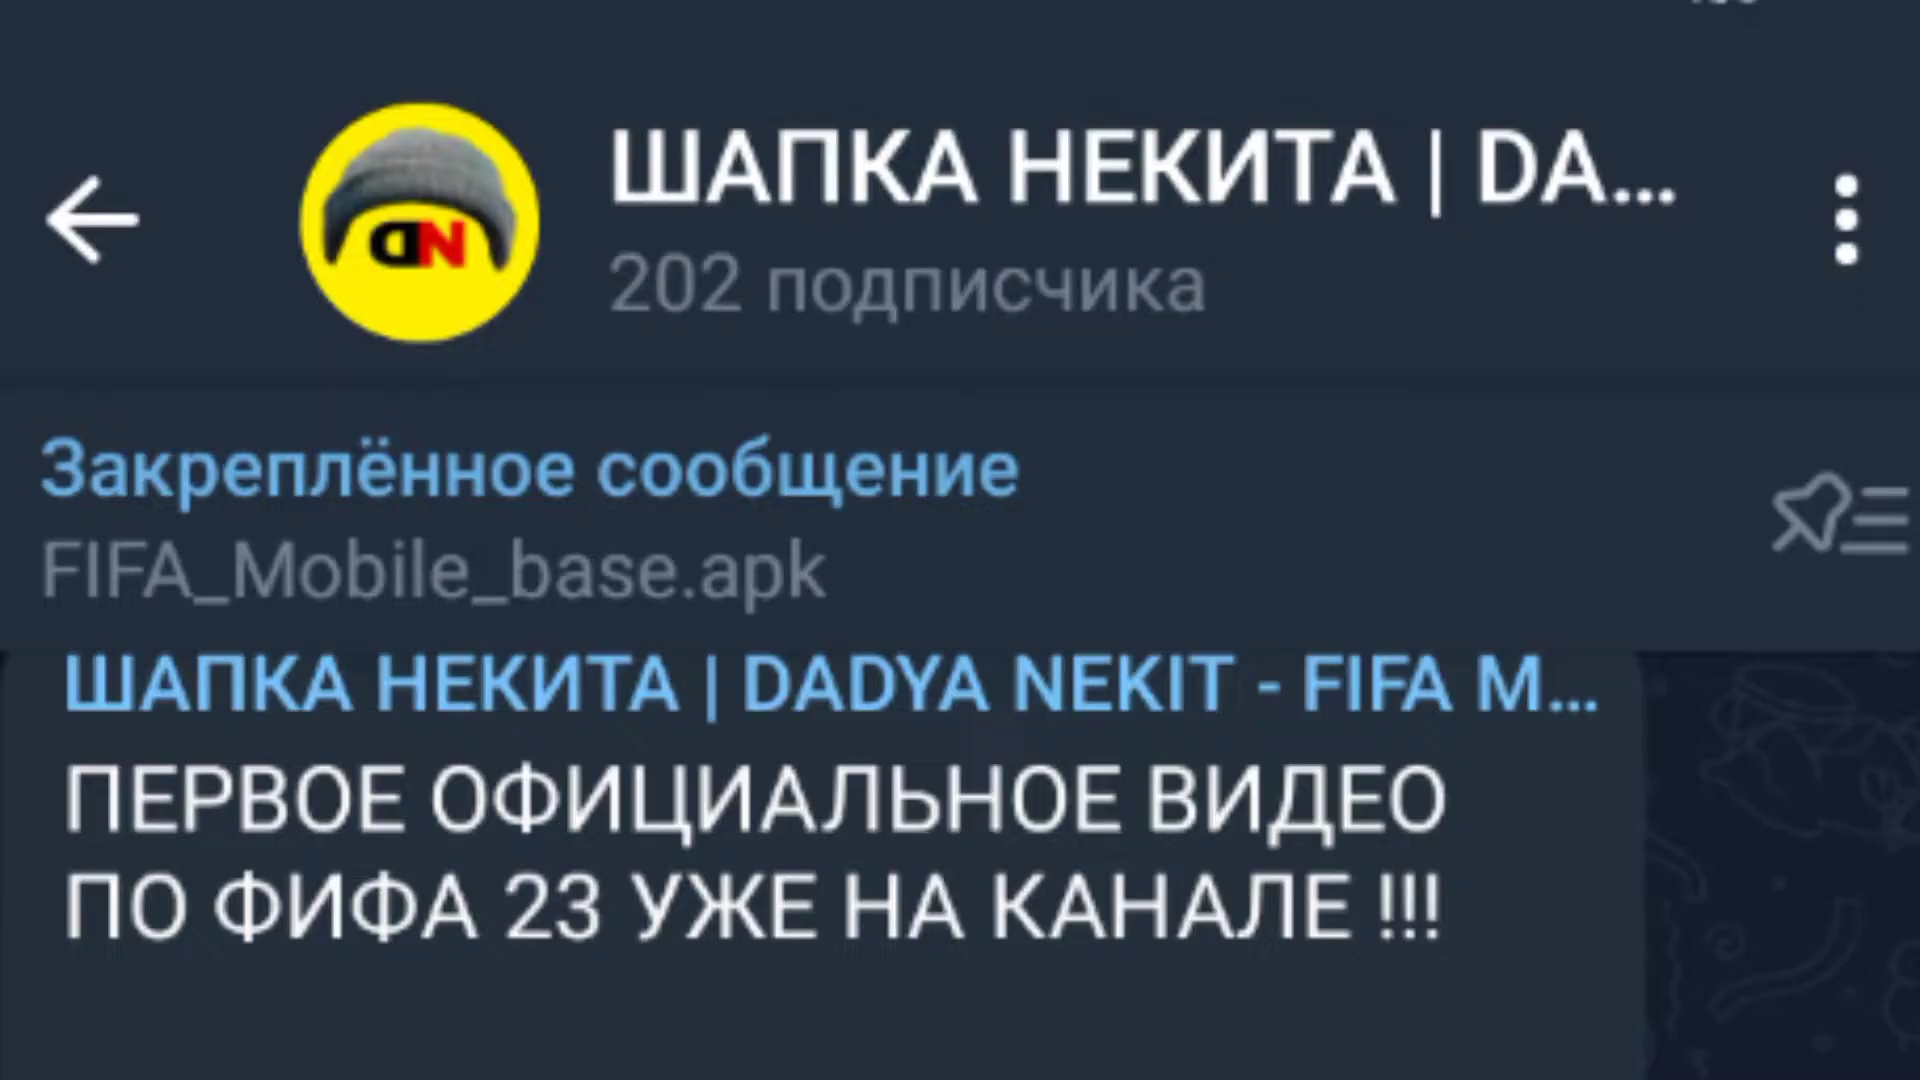 ШАПКА НЕКИТА | DA...
202 подписчика
Закреплённое сообщение
FIFA_Mobile_base.apk
ШАПКА НЕКИТА | DADYA NEKIT - FIFA M...
ПЕРВОЕ ОФИЦИАЛЬНОЕ ВИДЕО
ПО ФИФА 23 УЖЕ НА КАНАЛЕ !!!